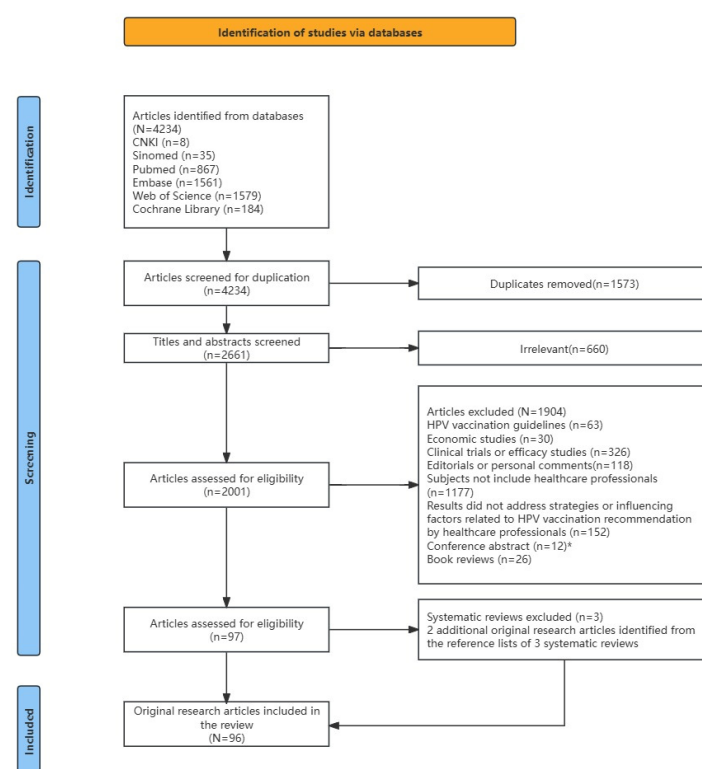 Identification of studies via databases
Identification
Articles identified from databases
(N=4234)
CNKI (n=8)
Sinomed (n=35)
Pubmed (n=867)
Embase (n=1561)
Web of Science (n=1579)
Cochrane Library (n=184)
Screening
Articles screened for duplication
(n=4234)
Duplicates removed(n=1573)
Titles and abstracts screened
(n=2661)
Irrelevant(n=660)
Articles assessed for eligibility
(n=2001)
Articles excluded (N=1904)
HPV vaccination guidelines (n=63)
Economic studies (n=30)
Clinical trials or efficacy studies (n=326)
Editorials or personal comments(n=118)
Subjects not include healthcare professionals
(n=1177)
Results did not address strategies or influencing
factors related to HPV vaccination recommendation
by healthcare professionals (n=152)
Conference abstract (n=12)*
Book reviews (n=26)
Articles assessed for eligibility
(n=97)
Systematic reviews excluded (n=3)
2 additional original research articles identified from
the reference lists of 3 systematic reviews
Included
Original research articles included in
the review
(N=96)